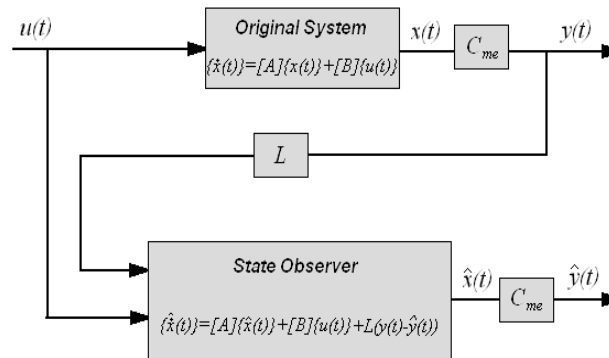 u(t)
Original System
{ẋ(t)}=[A]{x(t)}+[B]{u(t)}
x(t)
C_me
y(t)
L
State Observer
{x̂̇(t)}=[A]{x̂(t)}+[B]{u(t)}+L(y(t)-ŷ(t))
x̂(t)
C_me
ŷ(t)